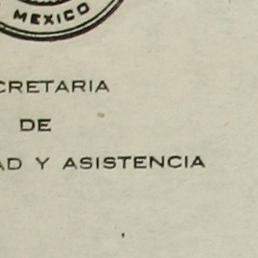 MEXICO
CRETARIA
DE
AD Y ASISTENCIA